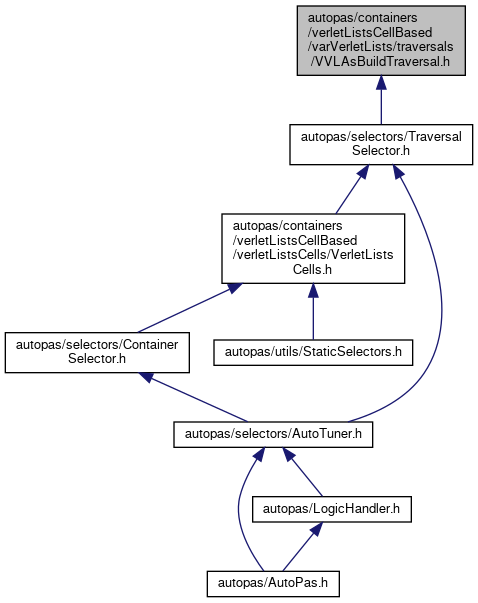 autopas/containers
/verletListsCellBased
/varVerletLists/traversals
/VVLAsBuildTraversal.h
autopas/selectors/Traversal
Selector.h
autopas/containers
/verletListsCellBased
/verletListsCells/VerletLists
Cells.h
autopas/selectors/Container
Selector.h
autopas/utils/StaticSelectors.h
autopas/selectors/AutoTuner.h
autopas/LogicHandler.h
autopas/AutoPas.h